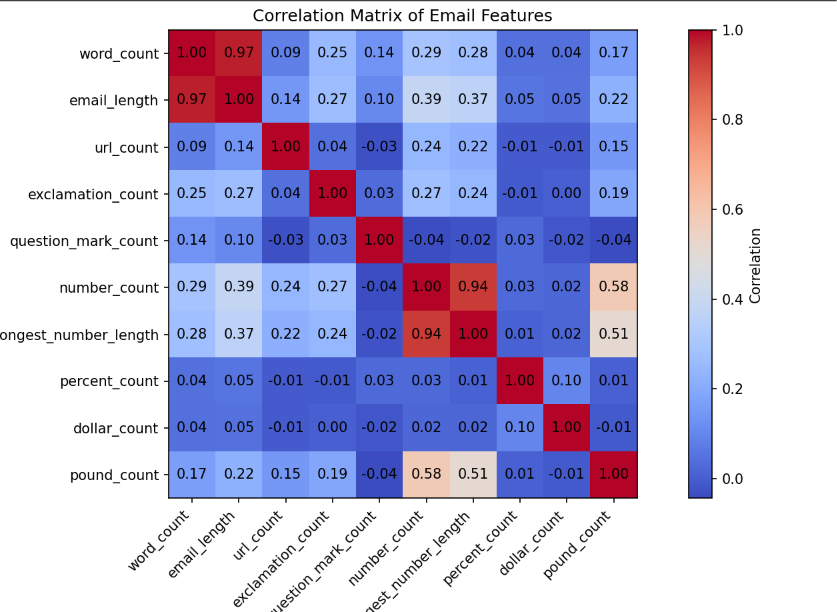 Correlation Matrix of Email Features
word_count 1.00 0.97 0.09 0.25 0.14 0.29 0.28 0.04 0.04 0.17
email_length 0.97 1.00 0.14 0.27 0.10 0.39 0.37 0.05 0.05 0.22
url_count 0.09 0.14 1.00 0.04 -0.03 0.24 0.22 -0.01 -0.01 0.15
exclamation_count 0.25 0.27 0.04 1.00 0.03 0.27 0.24 -0.01 0.00 0.19
question_mark_count 0.14 0.10 -0.03 0.03 1.00 -0.04 -0.02 0.03 -0.02 -0.04
number_count 0.29 0.39 0.24 0.27 -0.04 1.00 0.94 0.03 0.02 0.58
ongest_number_length 0.28 0.37 0.22 0.24 -0.02 0.94 1.00 0.01 0.02 0.51
percent_count 0.04 0.05 -0.01 -0.01 0.03 0.03 0.01 1.00 0.10 0.01
dollar_count 0.04 0.05 -0.01 0.00 -0.02 0.02 0.02 0.10 1.00 -0.01
pound_count 0.17 0.22 0.15 0.19 -0.04 0.58 0.51 0.01 -0.01 1.00
word_count
email_length
url_count
exclamation_count
uestion_mark_count
number_count
gest_number_length
percent_count
dollar_count
pound_count
1.0
0.8
0.6
0.4
0.2
0.0
Correlation